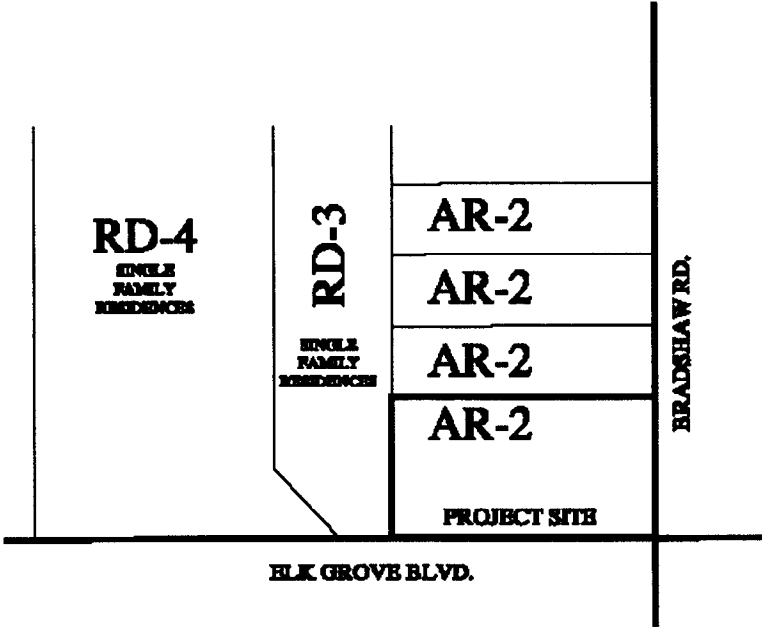 RD-4
SINGLE
FAMILY
RESIDENCES
RD-3
SINGLE
FAMILY
RESIDENCES
AR-2
AR-2
AR-2
AR-2
PROJECT SITE
BRADSHAW RD.
ELK GROVE BLVD.